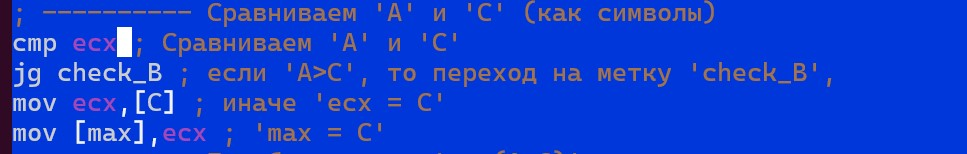 ; ---------- Сравниваем 'A' и 'C' (как символы)
cmp ecx ; Сравниваем 'A' и 'C'
jg check_B ; если 'A>C', то переход на метку 'check_B',
mov ecx,[C] ; иначе 'ecx = C'
mov [max],ecx ; 'max = C'